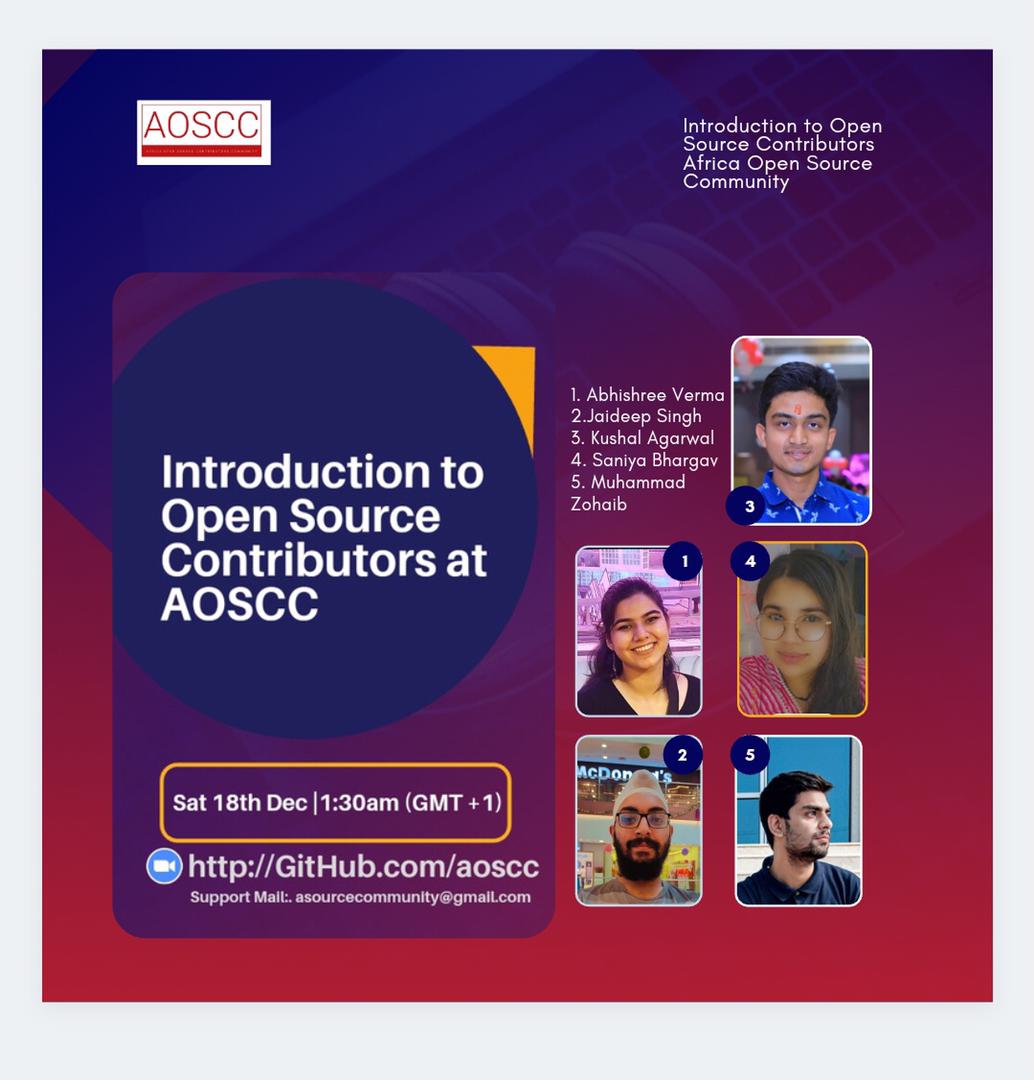 AOSCC
AFRICA OPEN SOURCE CONTRIBUTORS COMMUNITY
Introduction to Open
Source Contributors
Africa Open Source
Community
Introduction to
Open Source
Contributors at
AOSCC
Sat 18th Dec |1:30am (GMT +1)
http://GitHub.com/aoscc
Support Mail:. asourcecommunity@gmail.com
1. Abhishree Verma
2.Jaideep Singh
3. Kushal Agarwal
4. Saniya Bhargav
5. Muhammad
Zohaib
3
1
4
McDonald's
2
5